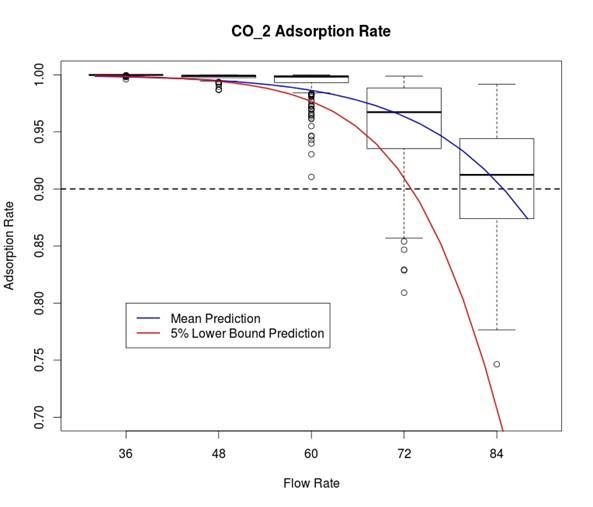 CO_2 Adsorption Rate
1.00
0.95
0.90
0.85
0.80
0.75
0.70
Adsorption Rate
Mean Prediction
5% Lower Bound Prediction
36 48 60 72 84
Flow Rate